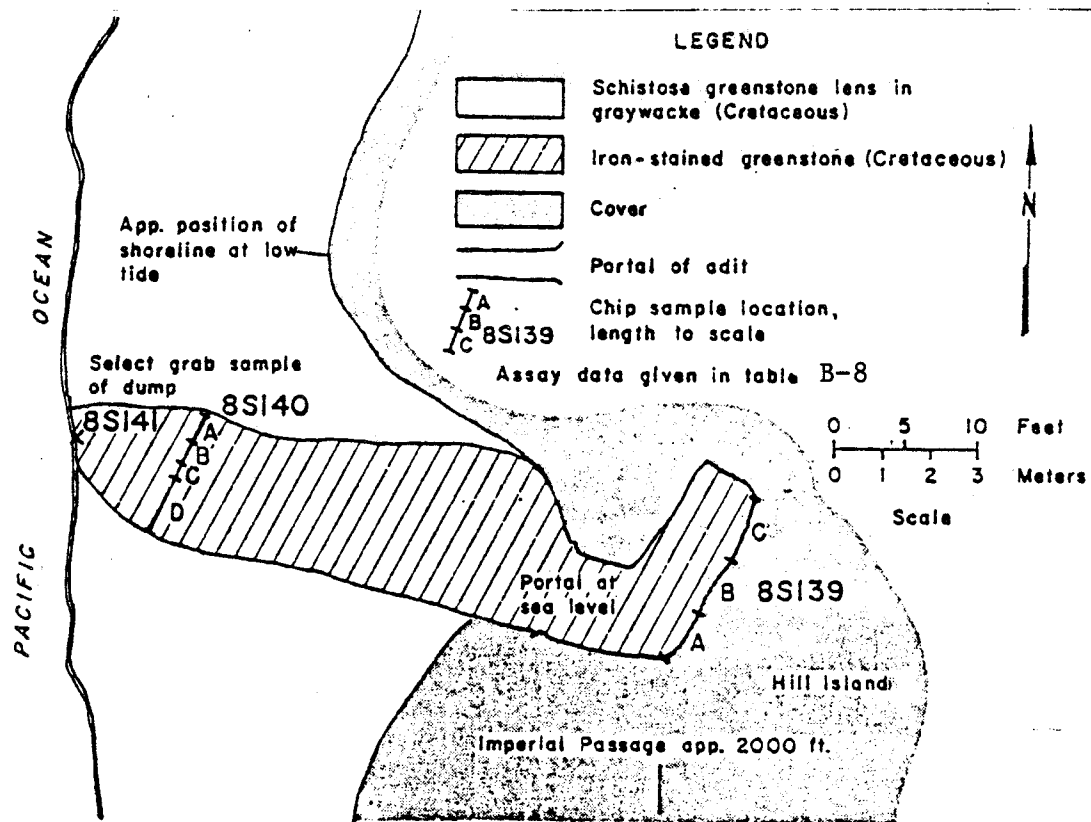 LEGEND
Schistose greenstone lens in
graywacke (Cretaceous)
Iron-stained greenstone (Cretaceous)
Cover
Portal of adit
A
B
C
8S139
Chip sample location,
length to scale
Assay data given in table B-8
N
App. position of
shoreline at low
tide
OCEAN
PACIFIC
Select grab sample
of dump
8S141
8S140
A
B
C
D
0 5 10 Feet
0 1 2 3 Meters
Scale
Portal at
sea level
C
B 8S139
A
Hill Island
Imperial Passage app. 2000 ft.